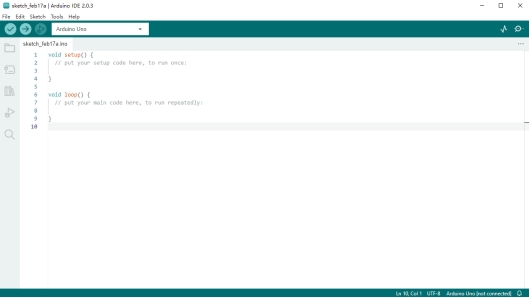 sketch_feb17a | Arduino IDE 2.0.3
File Edit Sketch Tools Help
Arduino Uno
sketch_feb17a.ino
1 void setup() {
2 // put your setup code here, to run once:
3
4 }
5
6 void loop() {
7 // put your main code here, to run repeatedly:
8
9 }
10
Ln 10, Col 1 UTF-8 Arduino Uno [not connected]